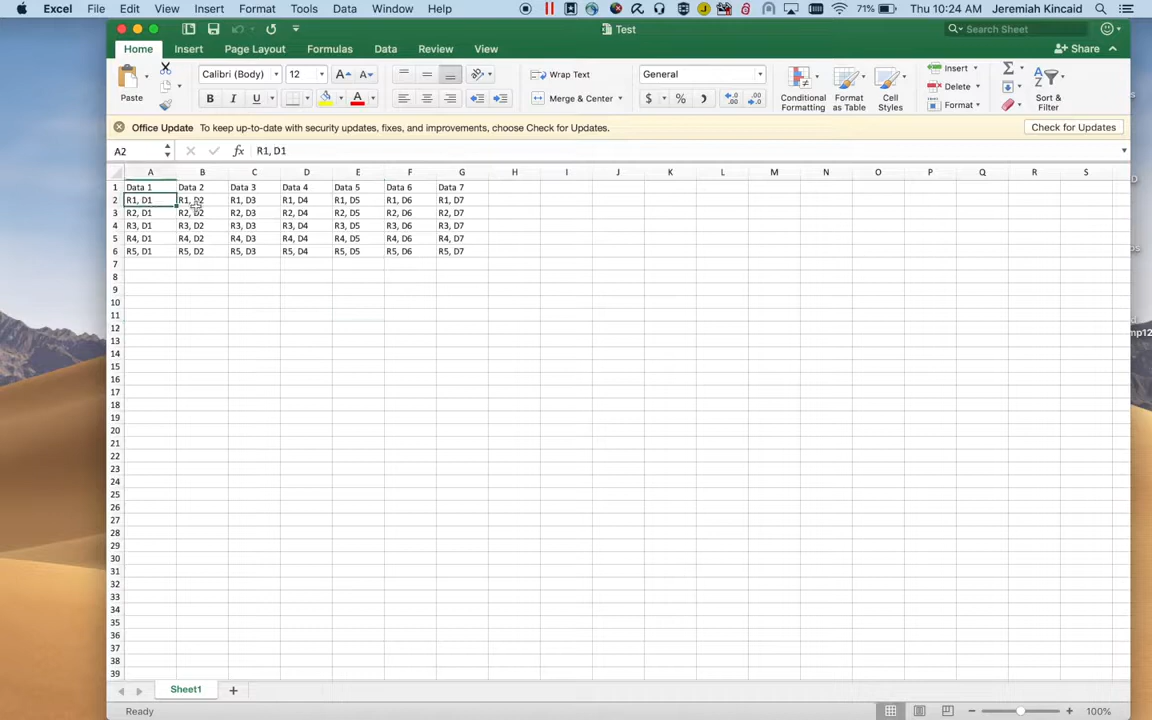 Excel File Edit View Insert Format Tools Data Window Help 71% Thu 10:24 AM Jeremiah Kincaid
Test Search Sheet
Home Insert Page Layout Formulas Data Review View Share
Paste Calibri (Body) 12 Wrap Text General Conditional Formatting Format as Table Cell Styles Insert Sort & Filter
B I U A Merge & Center $ % Delete
Format
Office Update To keep up-to-date with security updates, fixes, and improvements, choose Check for Updates. Check for Updates
A2 fx R1, D1
A B C D E F G H I J K L M N O P Q R S
1 Data 1 Data 2 Data 3 Data 4 Data 5 Data 6 Data 7
2 R1, D1 R1, D2 R1, D3 R1, D4 R1, D5 R1, D6 R1, D7
3 R2, D1 R2, D2 R2, D3 R2, D4 R2, D5 R2, D6 R2, D7
4 R3, D1 R3, D2 R3, D3 R3, D4 R3, D5 R3, D6 R3, D7
5 R4, D1 R4, D2 R4, D3 R4, D4 R4, D5 R4, D6 R4, D7
6 R5, D1 R5, D2 R5, D3 R5, D4 R5, D5 R5, D6 R5, D7
7
8
9
10
11
12
13
14
15
16
17
18
19
20
21
22
23
24
25
26
27
28
29
30
31
32
33
34
35
36
37
38
39
Sheet1
Ready 100%
mp12